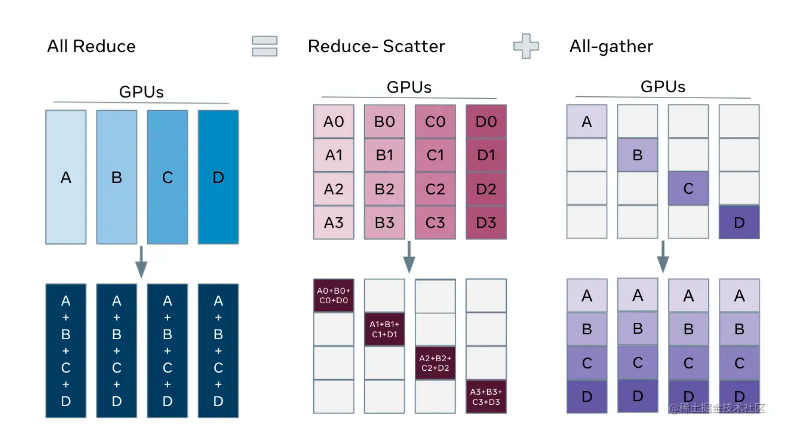 All Reduce = Reduce- Scatter + All-gather
GPUs
A B C D
A + B + C + D
A + B + C + D
A + B + C + D
A + B + C + D
GPUs
A0 B0 C0 D0
A1 B1 C1 D1
A2 B2 C2 D2
A3 B3 C3 D3
A0+B0+
C0+D0
A1+B1+
C1+D1
A2+B2+
C2+D2
A3+B3+
C3+D3
GPUs
A
B
C
D
A A A A
B B B B
C C C C
D D D D
@稀土掘金技术社区